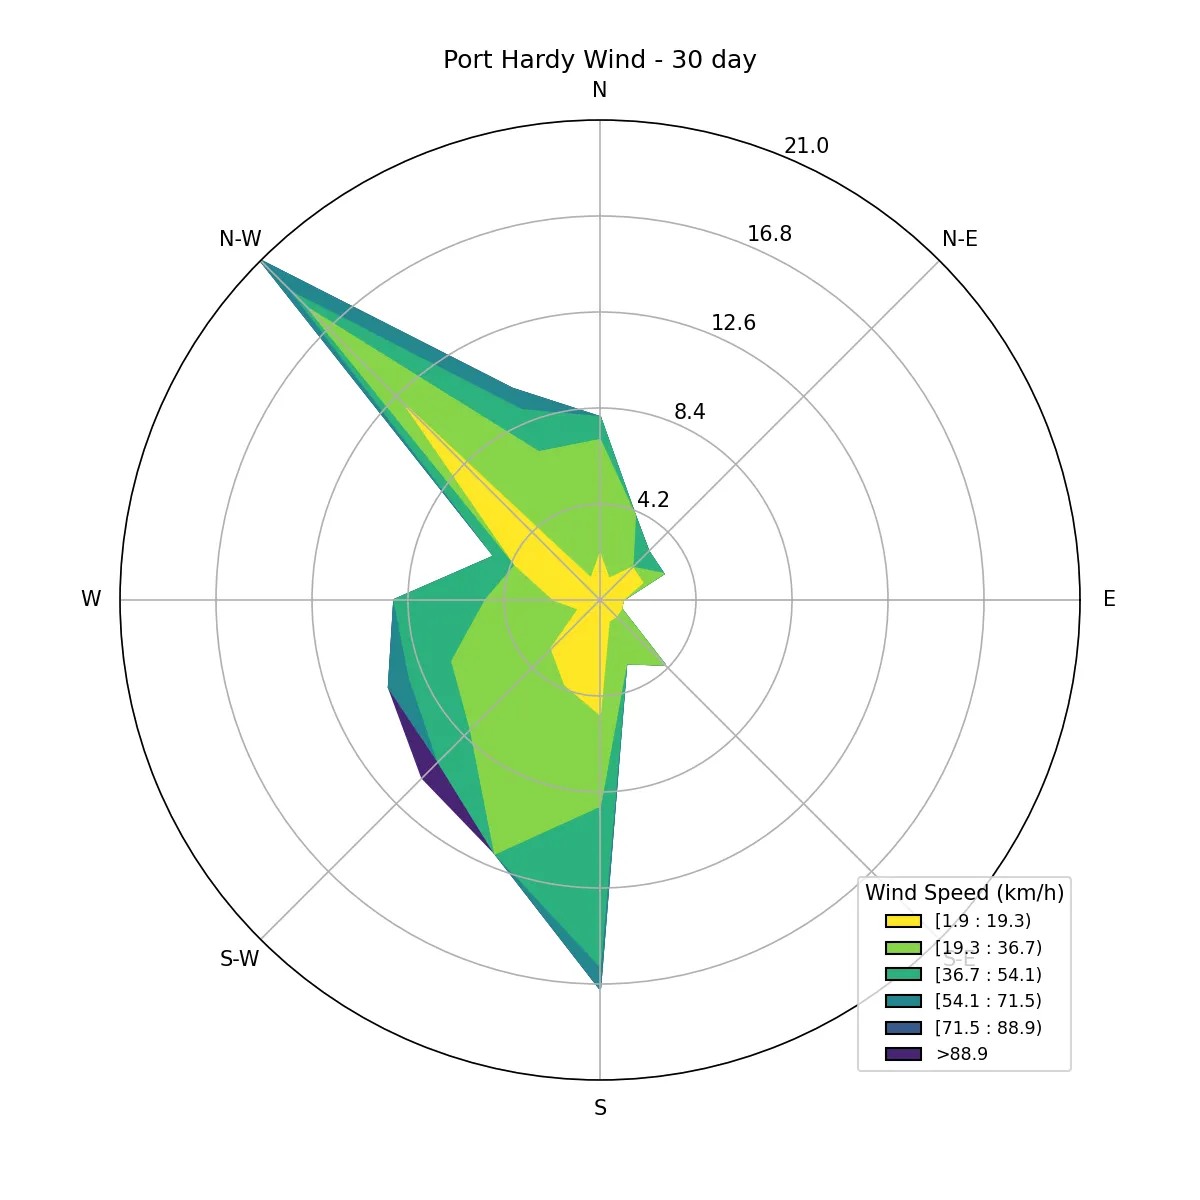 Port Hardy Wind - 30 day
N
21.0
16.8
N-W
N-E
12.6
8.4
4.2
W
E
Wind Speed (km/h)
[1.9 : 19.3)
[19.3 : 36.7)
S-W
S-E
[36.7 : 54.1)
[54.1 : 71.5)
[71.5 : 88.9)
>88.9
S